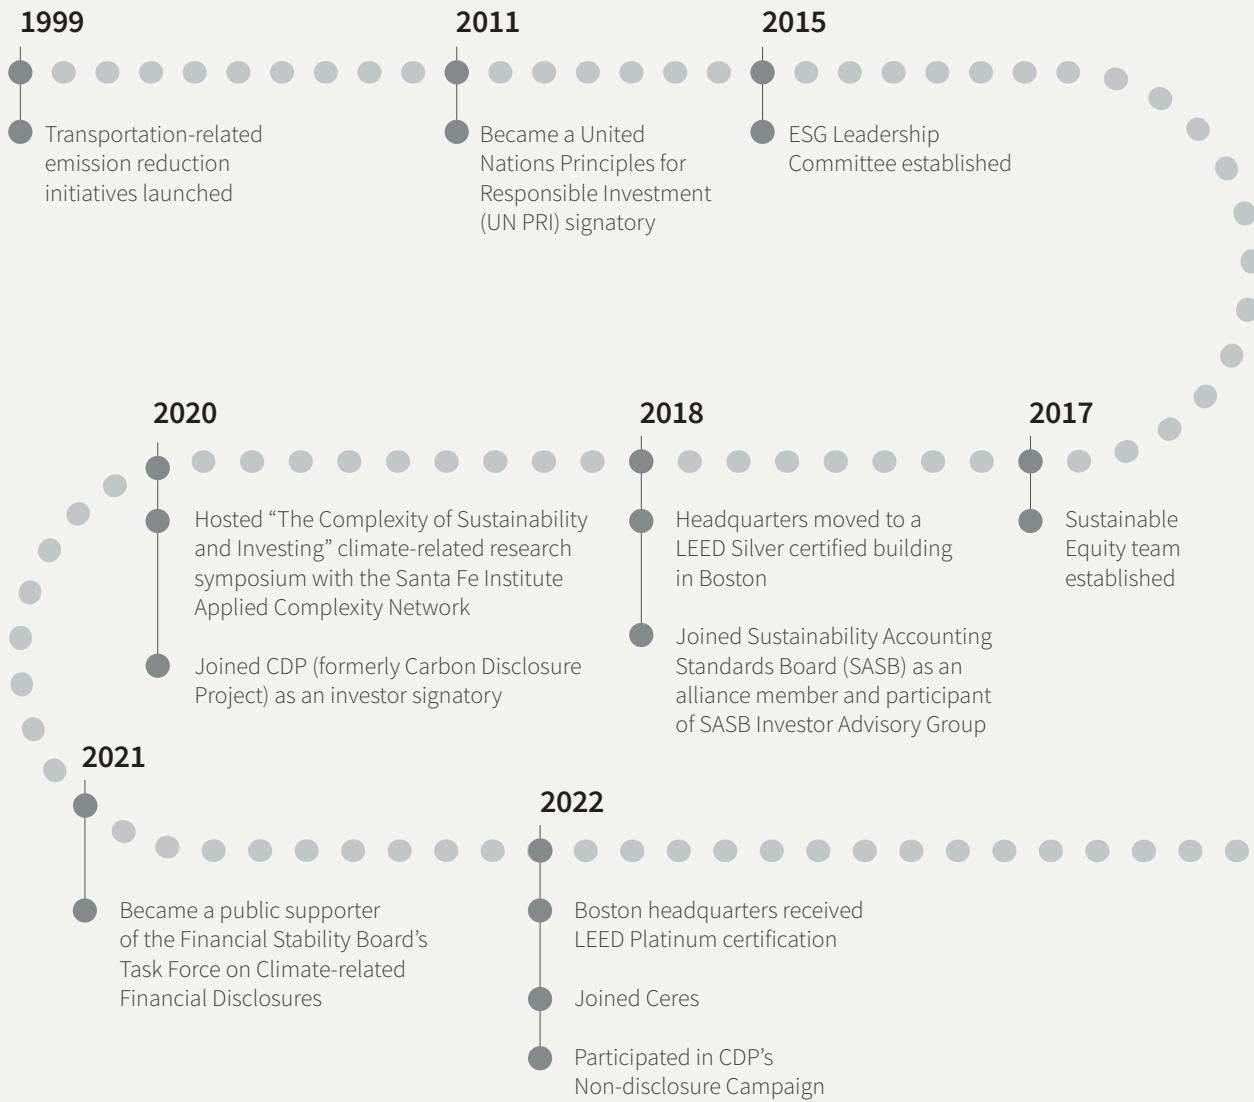 1999
Transportation-related
emission reduction
initiatives launched
2011
Became a United
Nations Principles for
Responsible Investment
(UN PRI) signatory
2015
ESG Leadership
Committee established
2017
Sustainable
Equity team
established
2018
Headquarters moved to a
LEED Silver certified building
in Boston
Joined Sustainability Accounting
Standards Board (SASB) as an
alliance member and participant
of SASB Investor Advisory Group
2020
Hosted “The Complexity of Sustainability
and Investing” climate-related research
symposium with the Santa Fe Institute
Applied Complexity Network
Joined CDP (formerly Carbon Disclosure
Project) as an investor signatory
2021
Became a public supporter
of the Financial Stability Board’s
Task Force on Climate-related
Financial Disclosures
2022
Boston headquarters received
LEED Platinum certification
Joined Ceres
Participated in CDP’s
Non-disclosure Campaign